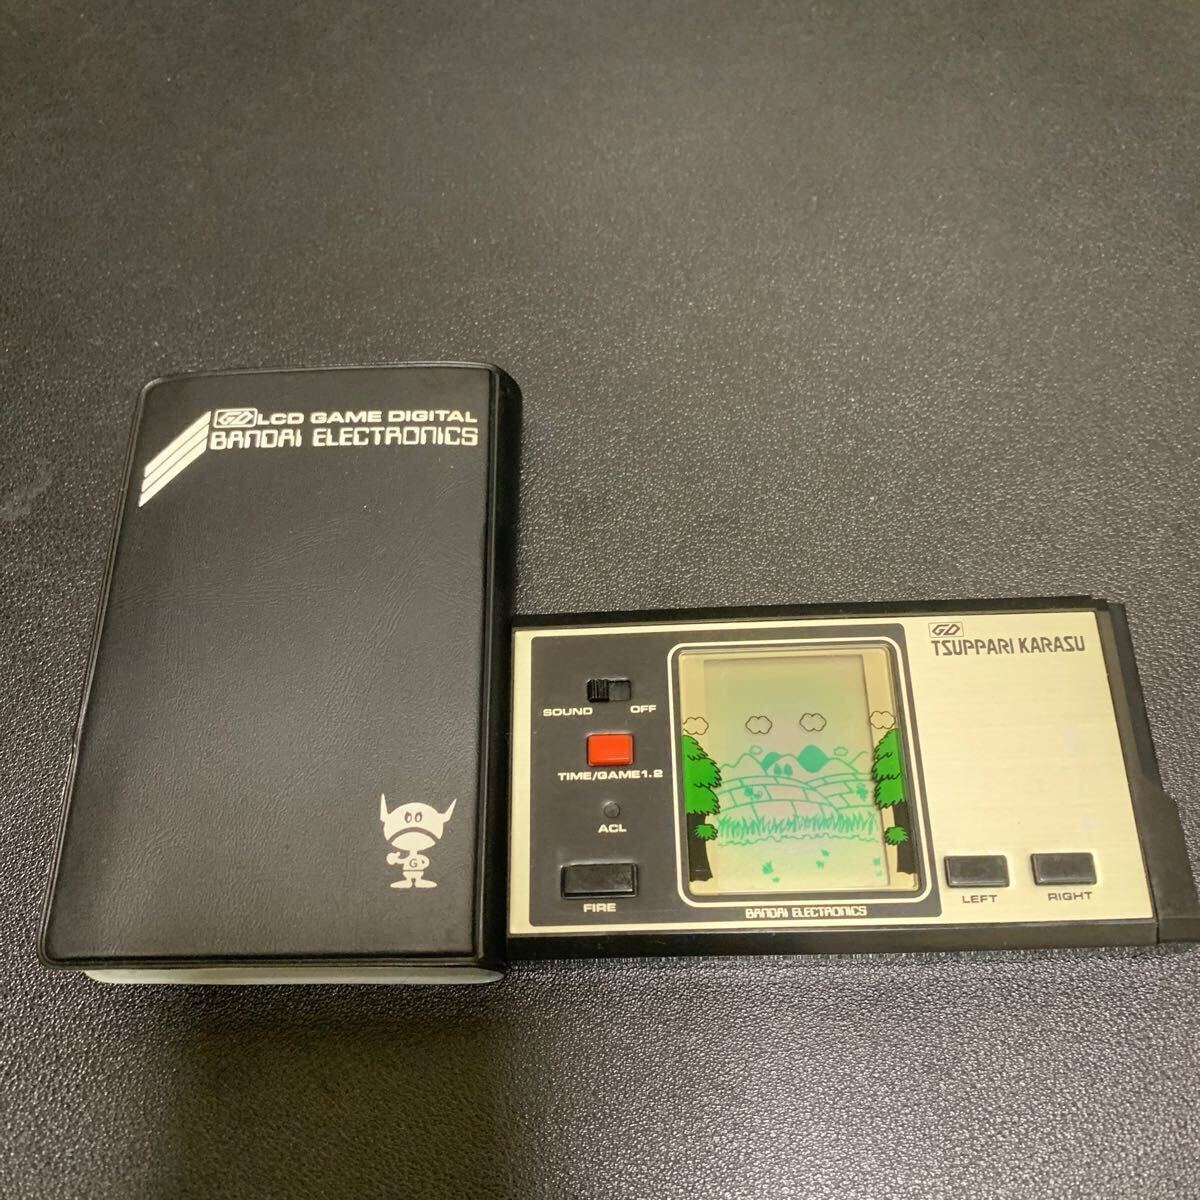 GD LCD GAME DIGITAL
BANDAI ELECTRONICS
G
GD
TSUPPARI KARASU
SOUND OFF
TIME/GAME1.2
ACL
FIRE
BANDAI ELECTRONICS
LEFT
RIGHT